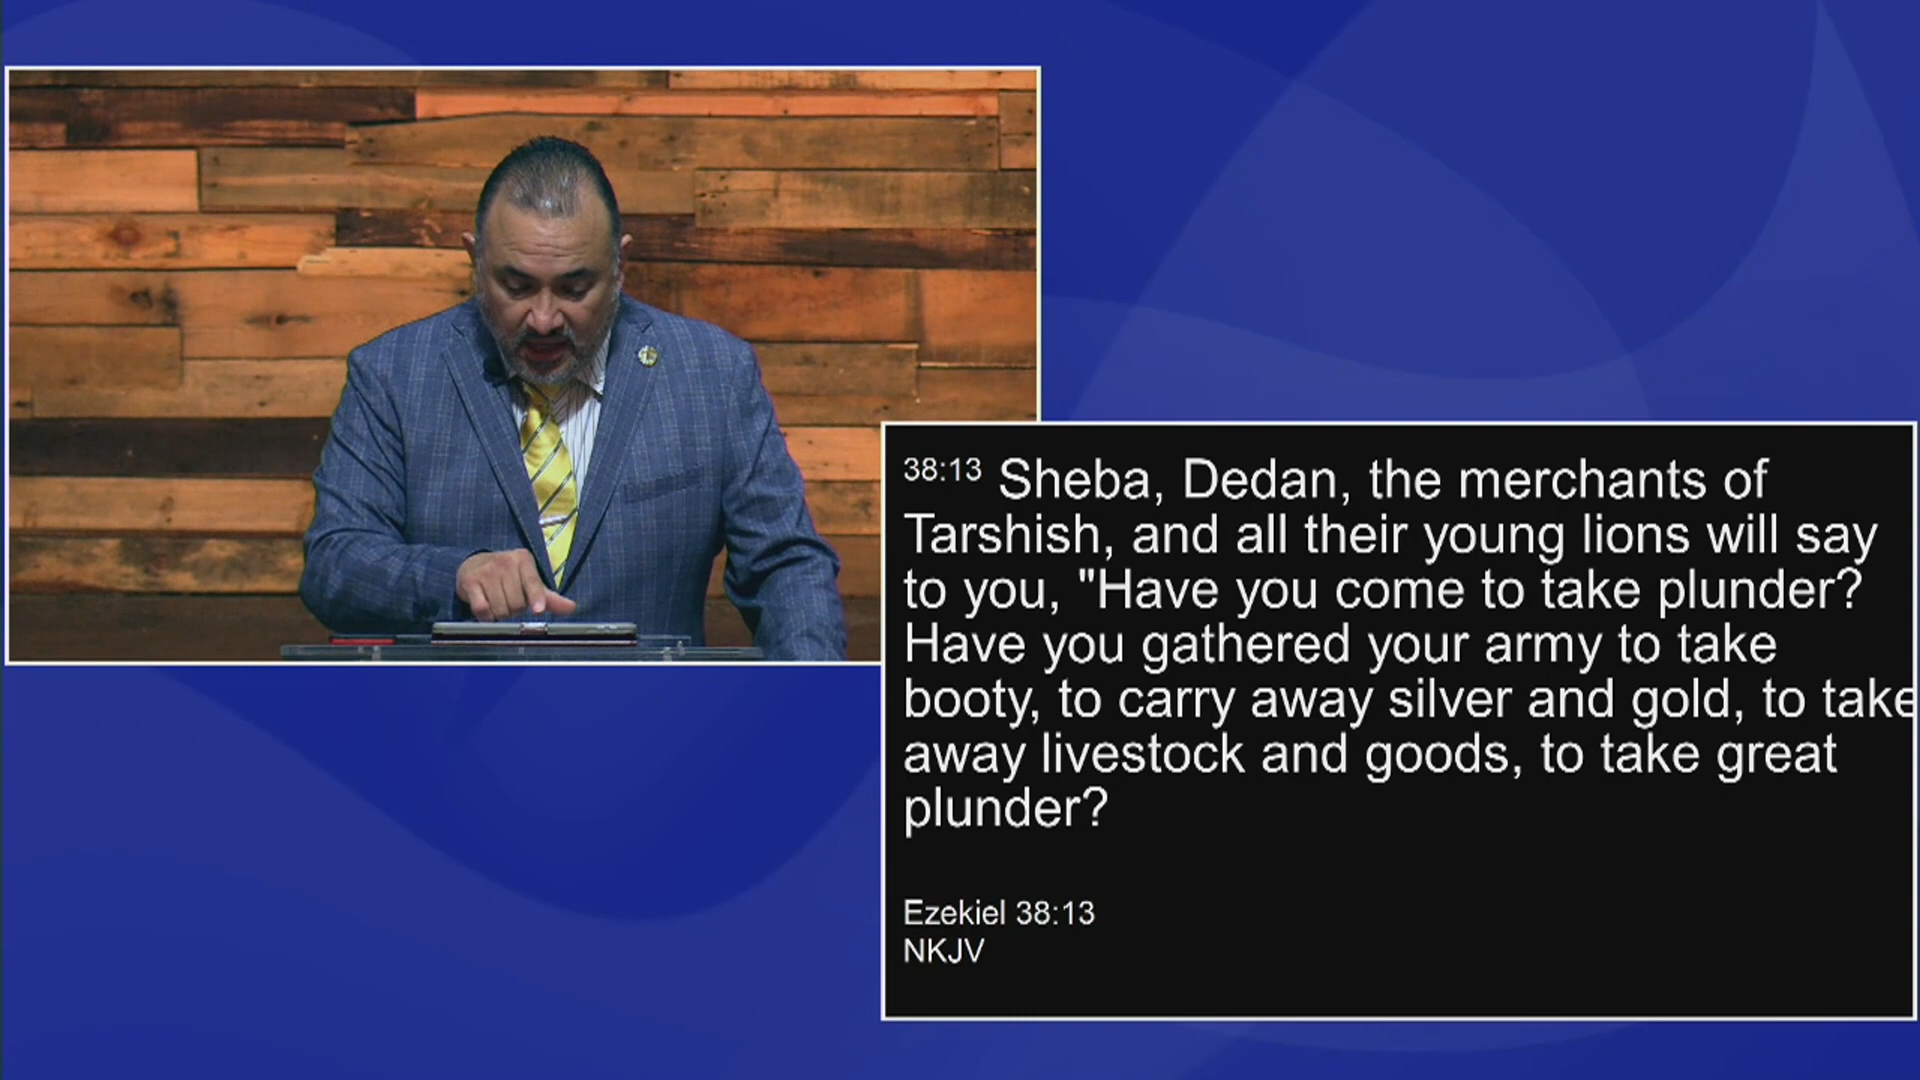 38:13 Sheba, Dedan, the merchants of
Tarshish, and all their young lions will say
to you, "Have you come to take plunder?
Have you gathered your army to take
booty, to carry away silver and gold, to take
away livestock and goods, to take great
plunder?
Ezekiel 38:13
NKJV